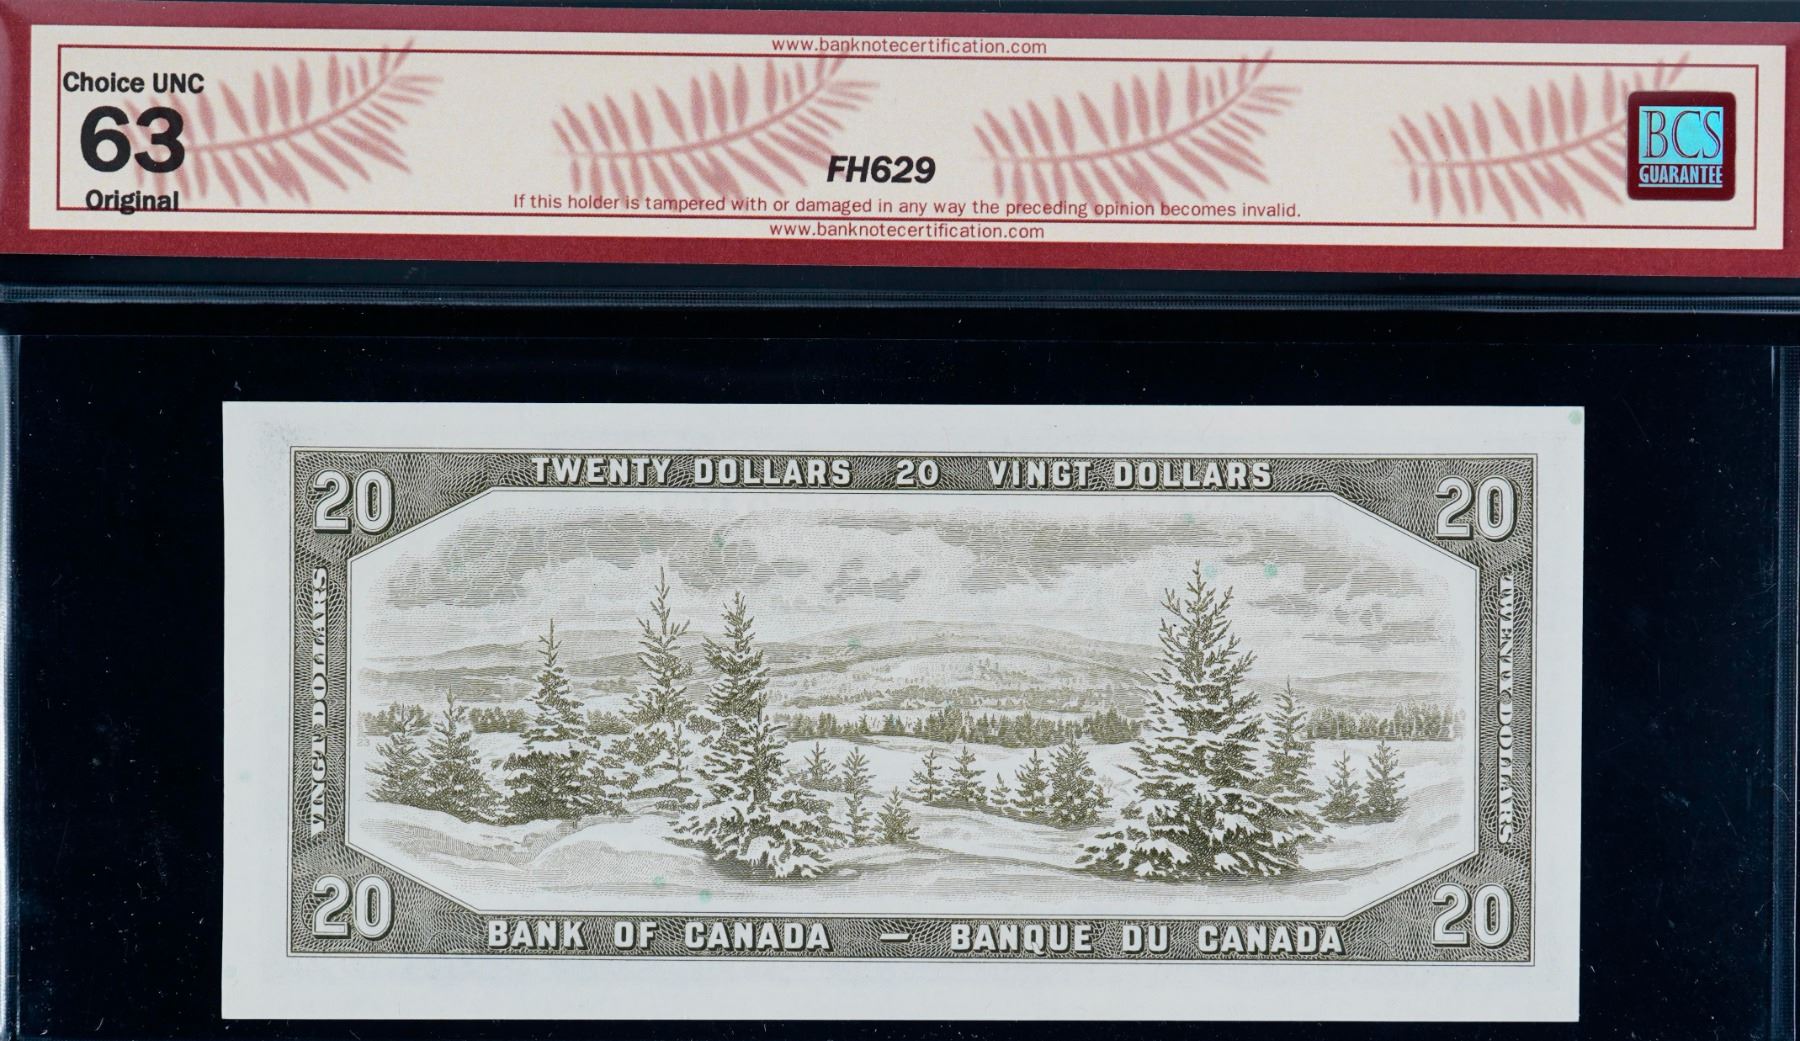 www.banknotecertification.com
Choice UNC
63
Original
FH629
BCS
GUARANTEE
If this holder is tampered with or damaged in any way the preceding opinion becomes invalid.
www.banknotecertification.com
TWENTY DOLLARS 20 VINGT DOLLARS
20
20
VINGT DOLLARS
TWENTY DOLLARS
23
20
20
BANK OF CANADA — BANQUE DU CANADA